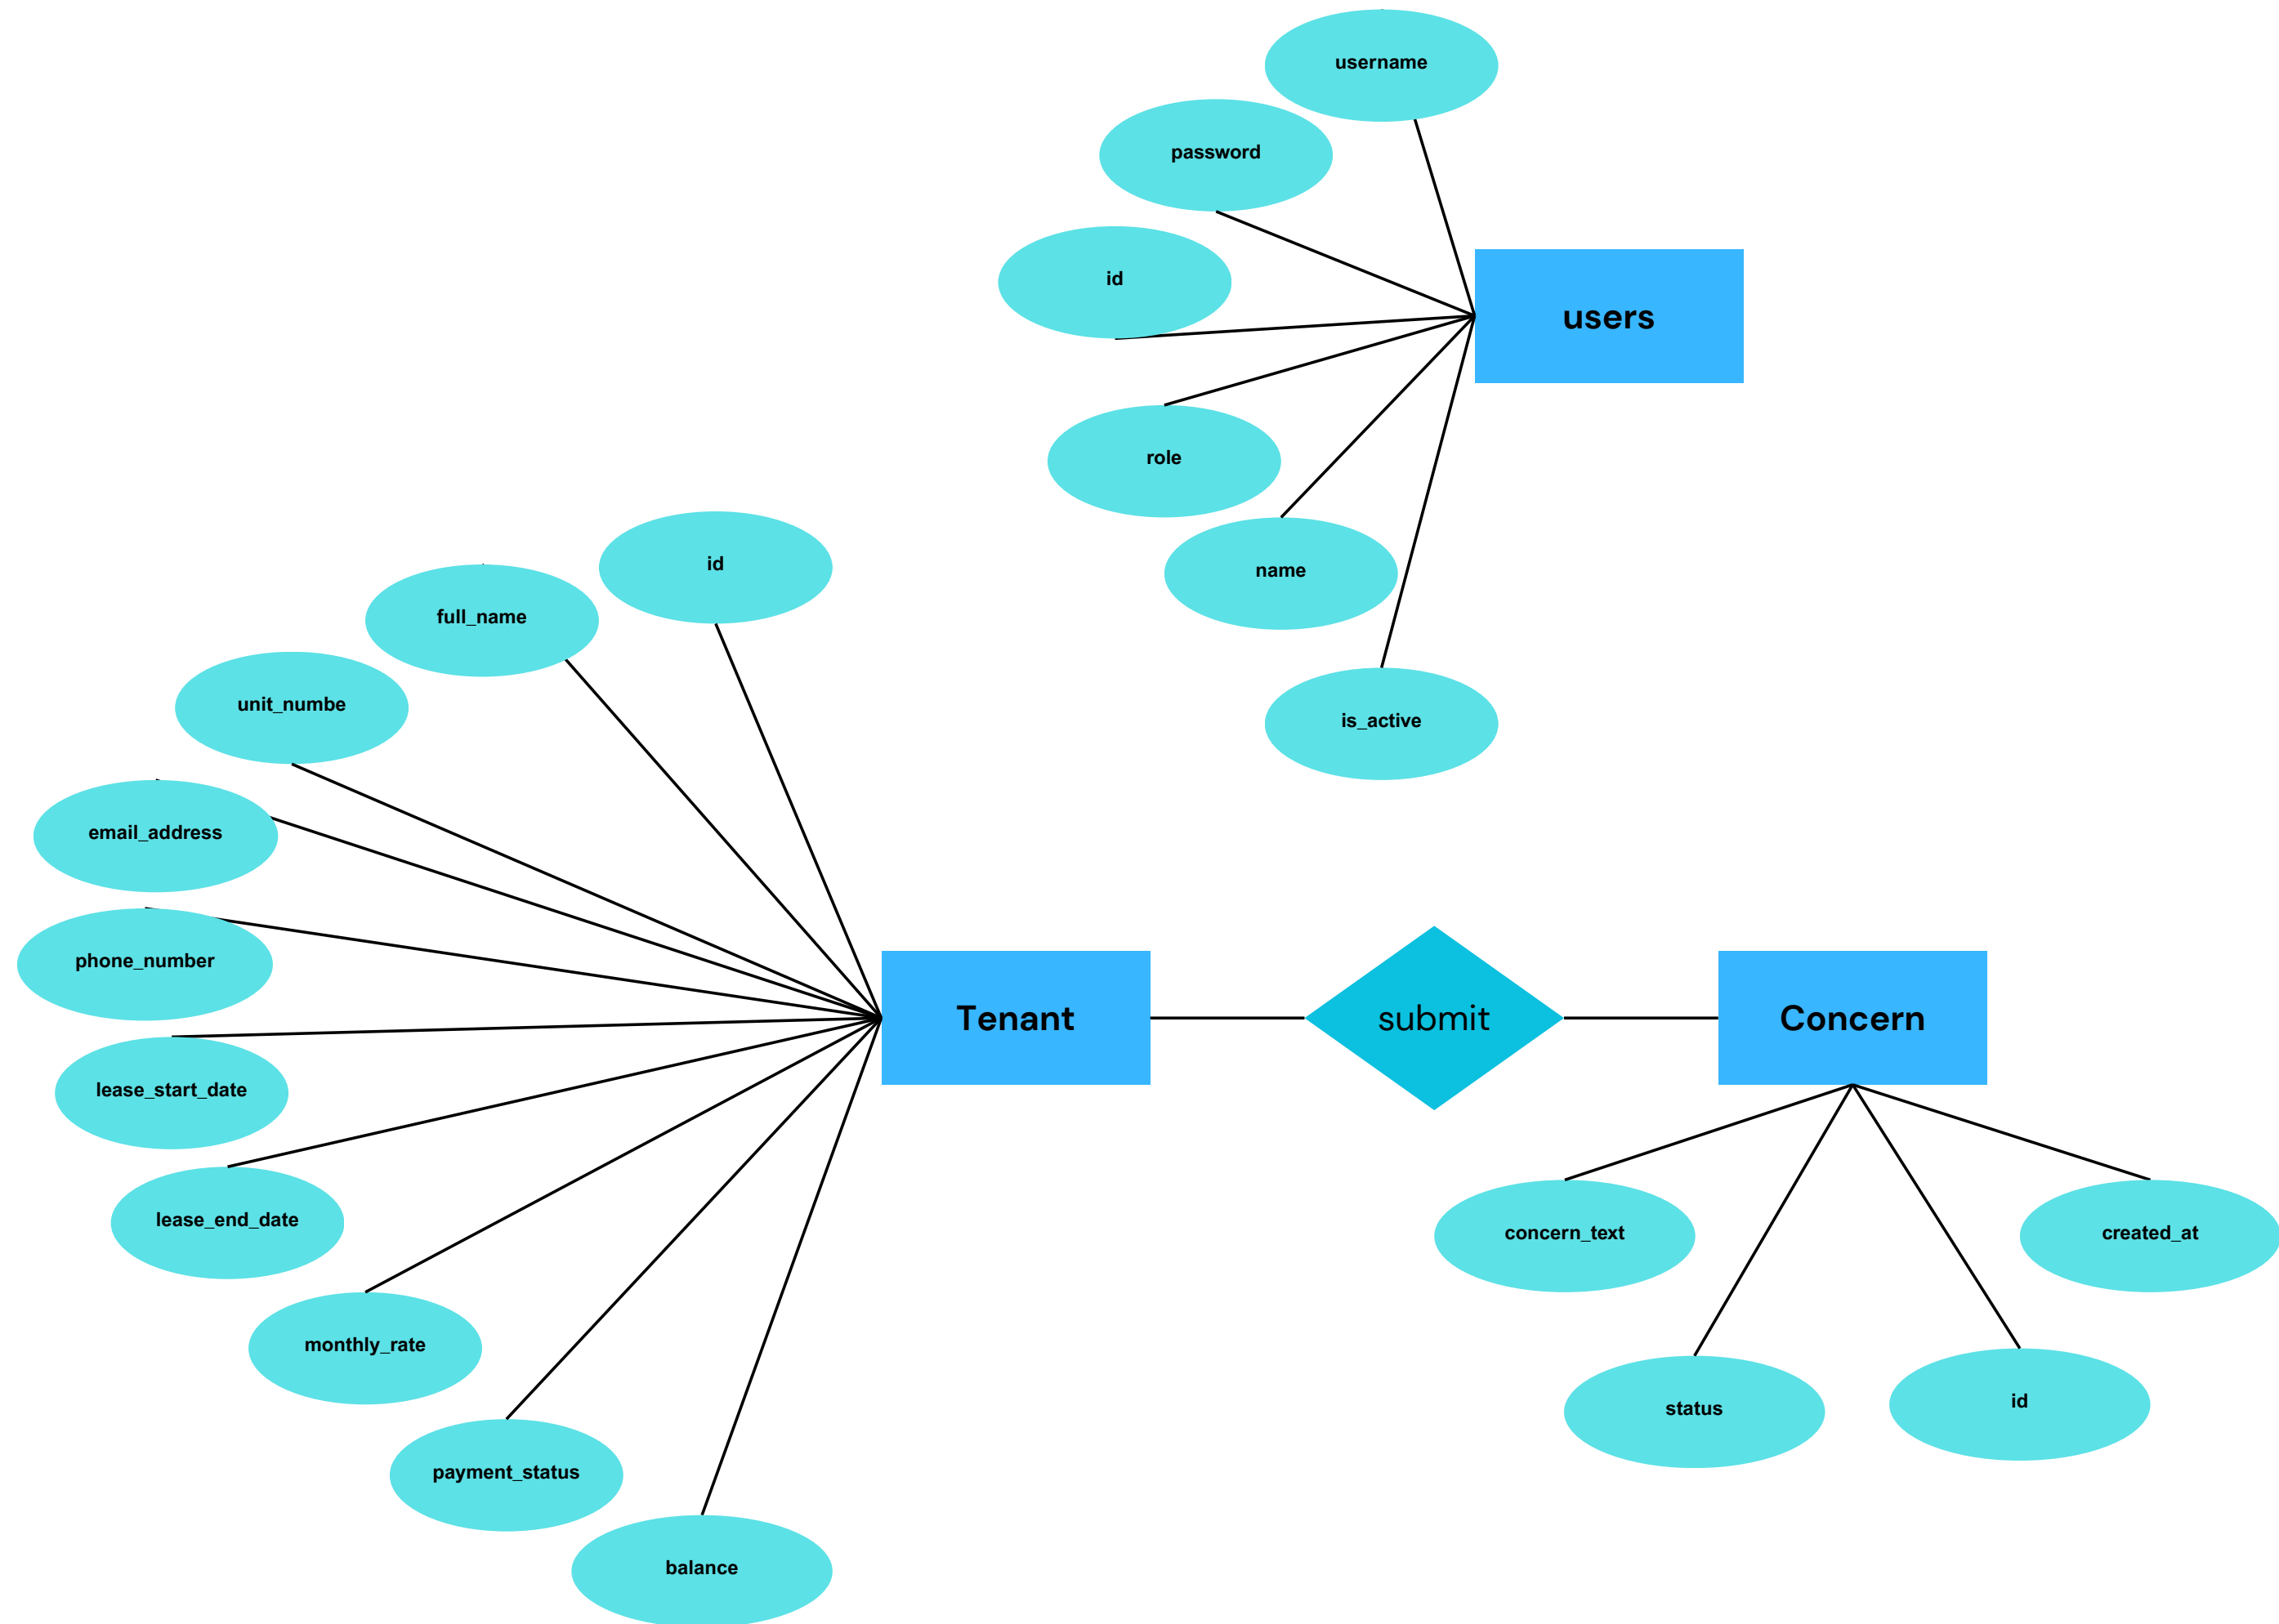 username
password
id
users
role
name
is_active
id
full_name
unit_numbe
email_address
phone_number
lease_start_date
lease_end_date
monthly_rate
payment_status
balance
Tenant
submit
Concern
concern_text
created_at
status
id